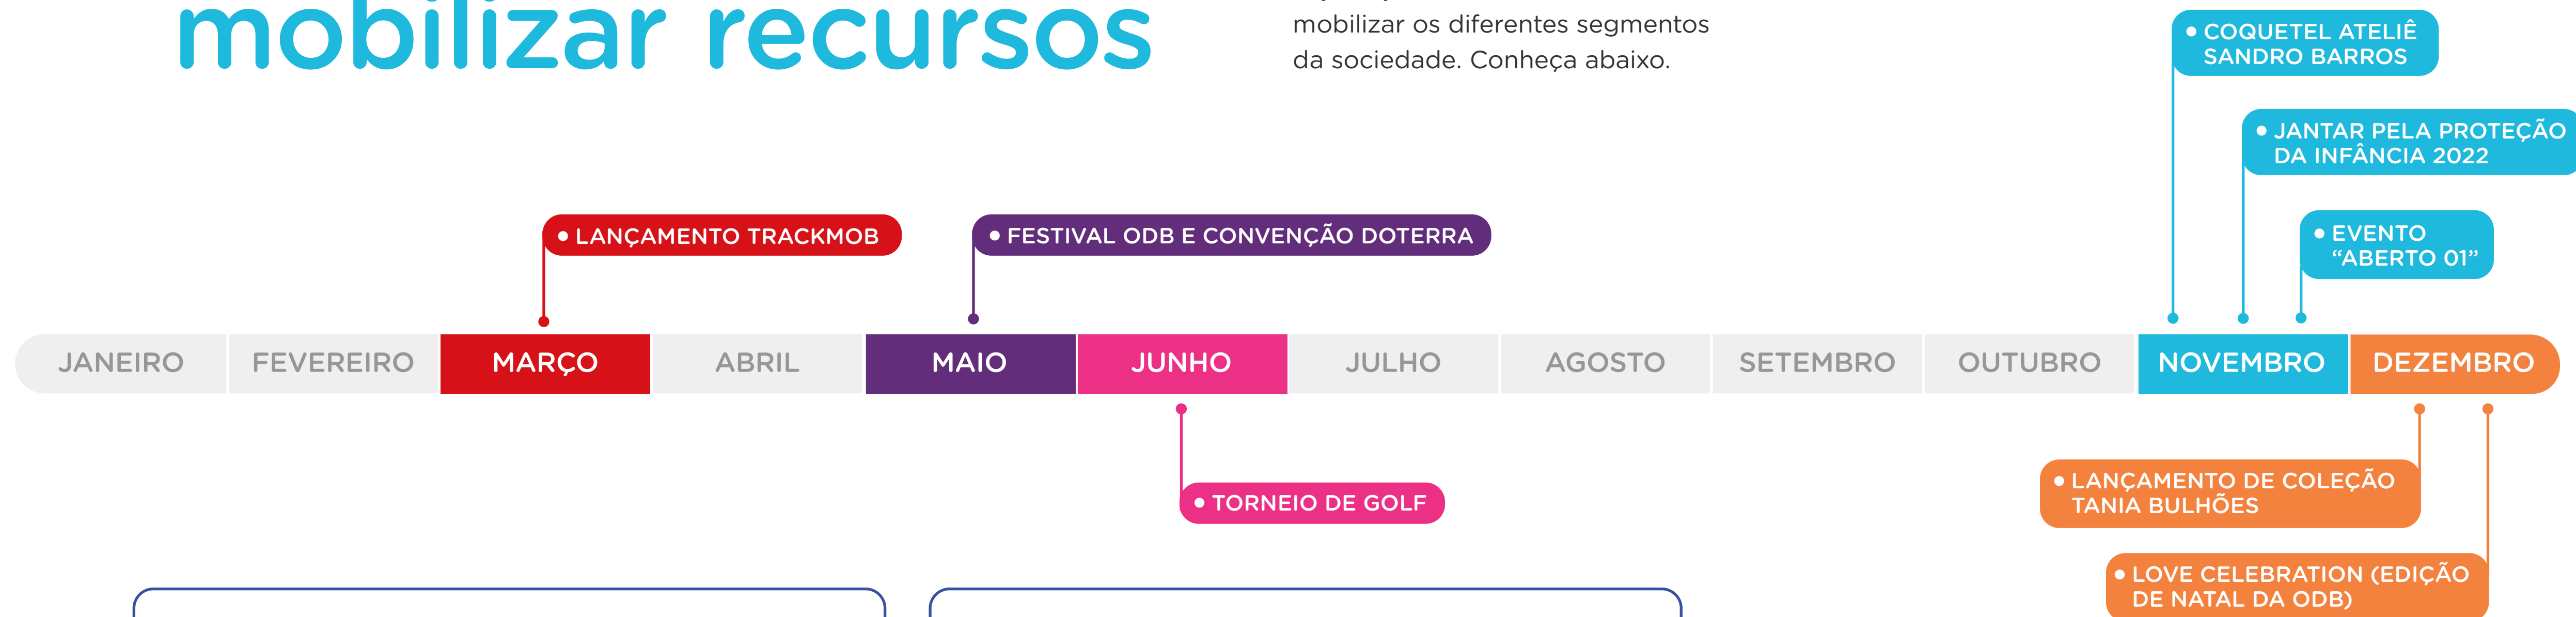 mobilizar recursos
mobilizar os diferentes segmentos
da sociedade. Conheça abaixo.
• COQUETEL ATELIÊ
SANDRO BARROS
• JANTAR PELA PROTEÇÃO
DA INFÂNCIA 2022
• EVENTO
“ABERTO 01”
• LANÇAMENTO TRACKMOB
• FESTIVAL ODB E CONVENÇÃO DOTERRA
JANEIRO
FEVEREIRO
MARÇO
ABRIL
MAIO
JUNHO
JULHO
AGOSTO
SETEMBRO
OUTUBRO
NOVEMBRO
DEZEMBRO
• TORNEIO DE GOLF
• LANÇAMENTO DE COLEÇÃO
TANIA BULHÕES
• LOVE CELEBRATION (EDIÇÃO
DE NATAL DA ODB)